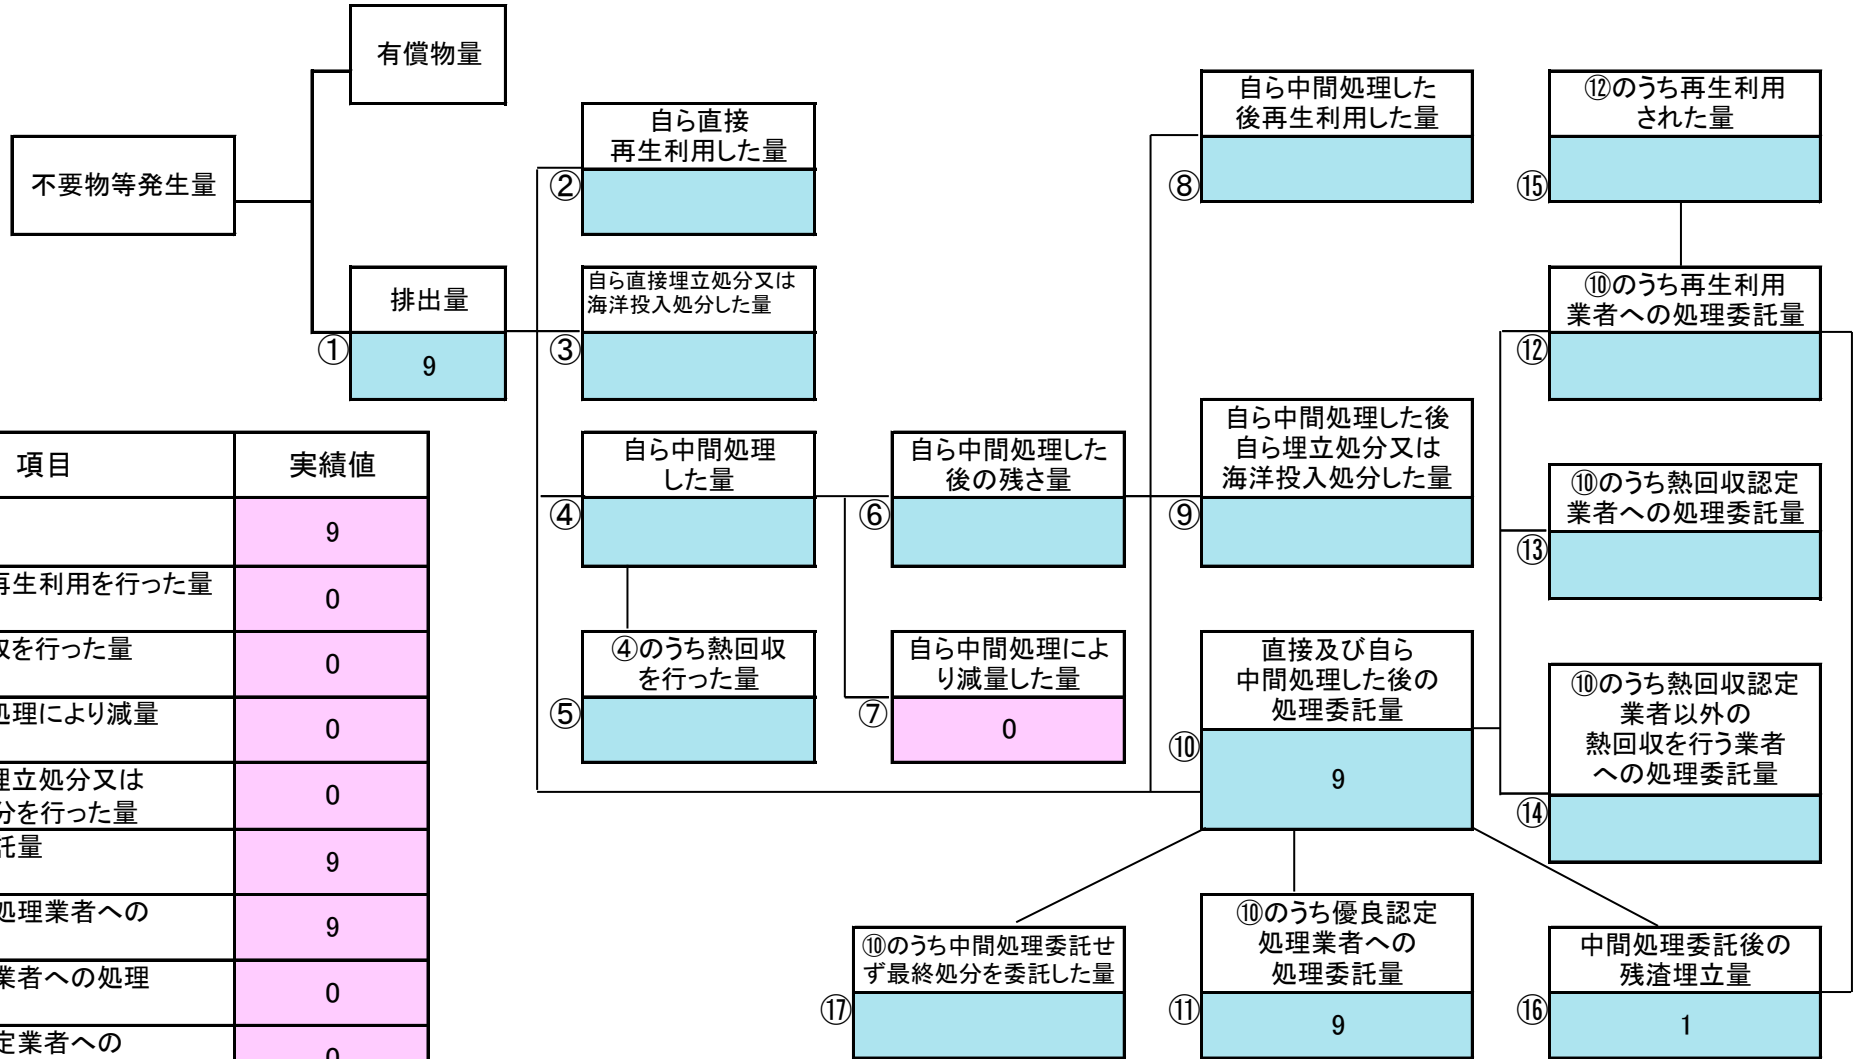 有償物量
不要物等発生量
排出量
①
9
自ら直接
再生利用した量
②
自ら直接埋立処分又は
海洋投入処分した量
③
自ら中間処理
した量
④
④のうち熱回収
を行った量
⑤
自ら中間処理した
後の残さ量
⑥
自ら中間処理によ
り減量した量
⑦
0
自ら中間処理した
後再生利用した量
⑧
自ら中間処理した後
自ら埋立処分又は
海洋投入処分した量
⑨
直接及び自ら
中間処理した後の
処理委託量
⑩
9
⑫のうち再生利用
された量
⑮
⑩のうち再生利用
業者への処理委託量
⑫
⑩のうち熱回収認定
業者への処理委託量
⑬
⑩のうち熱回収認定
業者以外の
熱回収を行う業者
への処理委託量
⑭
⑩のうち中間処理委託せ
ず最終処分を委託した量
⑰
⑩のうち優良認定
処理業者への
処理委託量
⑪
9
中間処理委託後の
残渣埋立量
⑯
1
項目 実績値
9
再生利用を行った量 0
を行った量 0
処理により減量 0
埋立処分又は
分を行った量 0
託量 9
処理業者への 9
業者への処理 0
定業者への 0